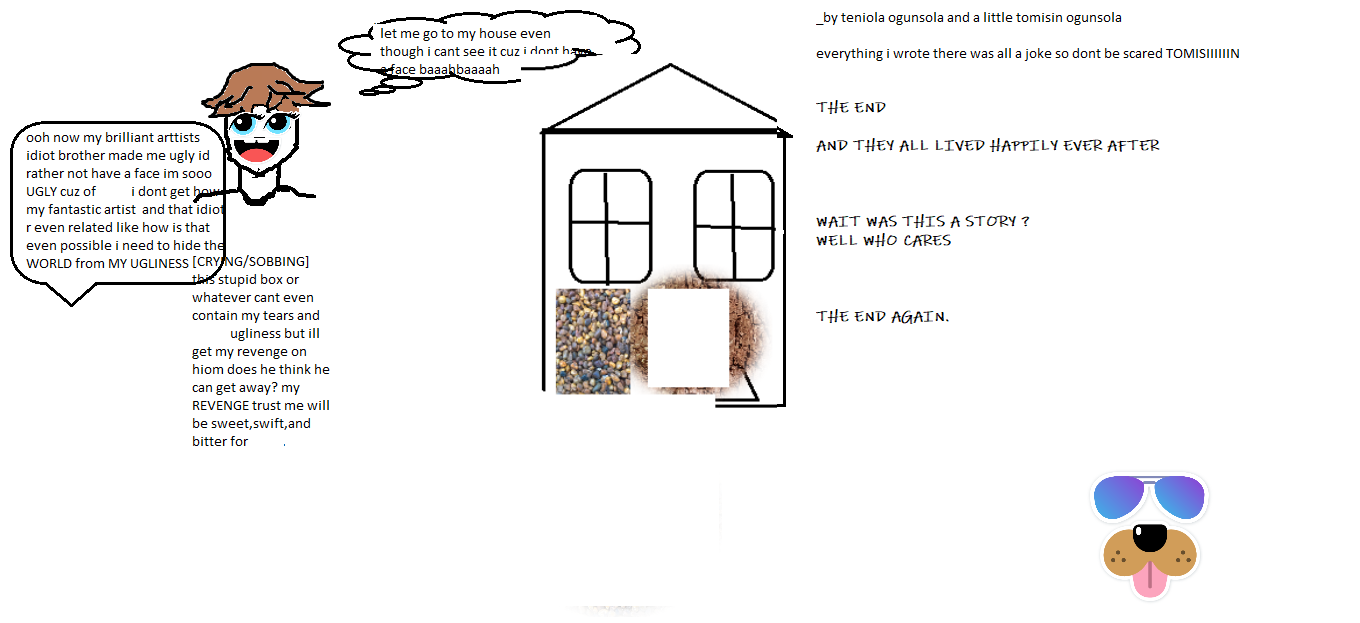 let me go to my house even
though i cant see it cuz i dont have
a face baaahbaaaah
ooh now my brilliant arttists
idiot brother made me ugly id
rather not have a face im sooo
UGLY cuz of i dont get how
my fantastic artist and that idiot
r even related like how is that
even possible i need to hide the
WORLD from MY UGLINESS [CRYING/SOBBING]
this stupid box or
whatever cant even
contain my tears and
ugliness but ill
get my revenge on
hiom does he think he
can get away? my
REVENGE trust me will
be sweet,swift,and
bitter for .
_by teniola ogunsola and a little tomisin ogunsola
everything i wrote there was all a joke so dont be scared TOMISIIIIIIN
THE END
AND THEY ALL LIVED HAPPILY EVER AFTER
WAIT WAS THIS A STORY ?
WELL WHO CARES
THE END AGAIN.